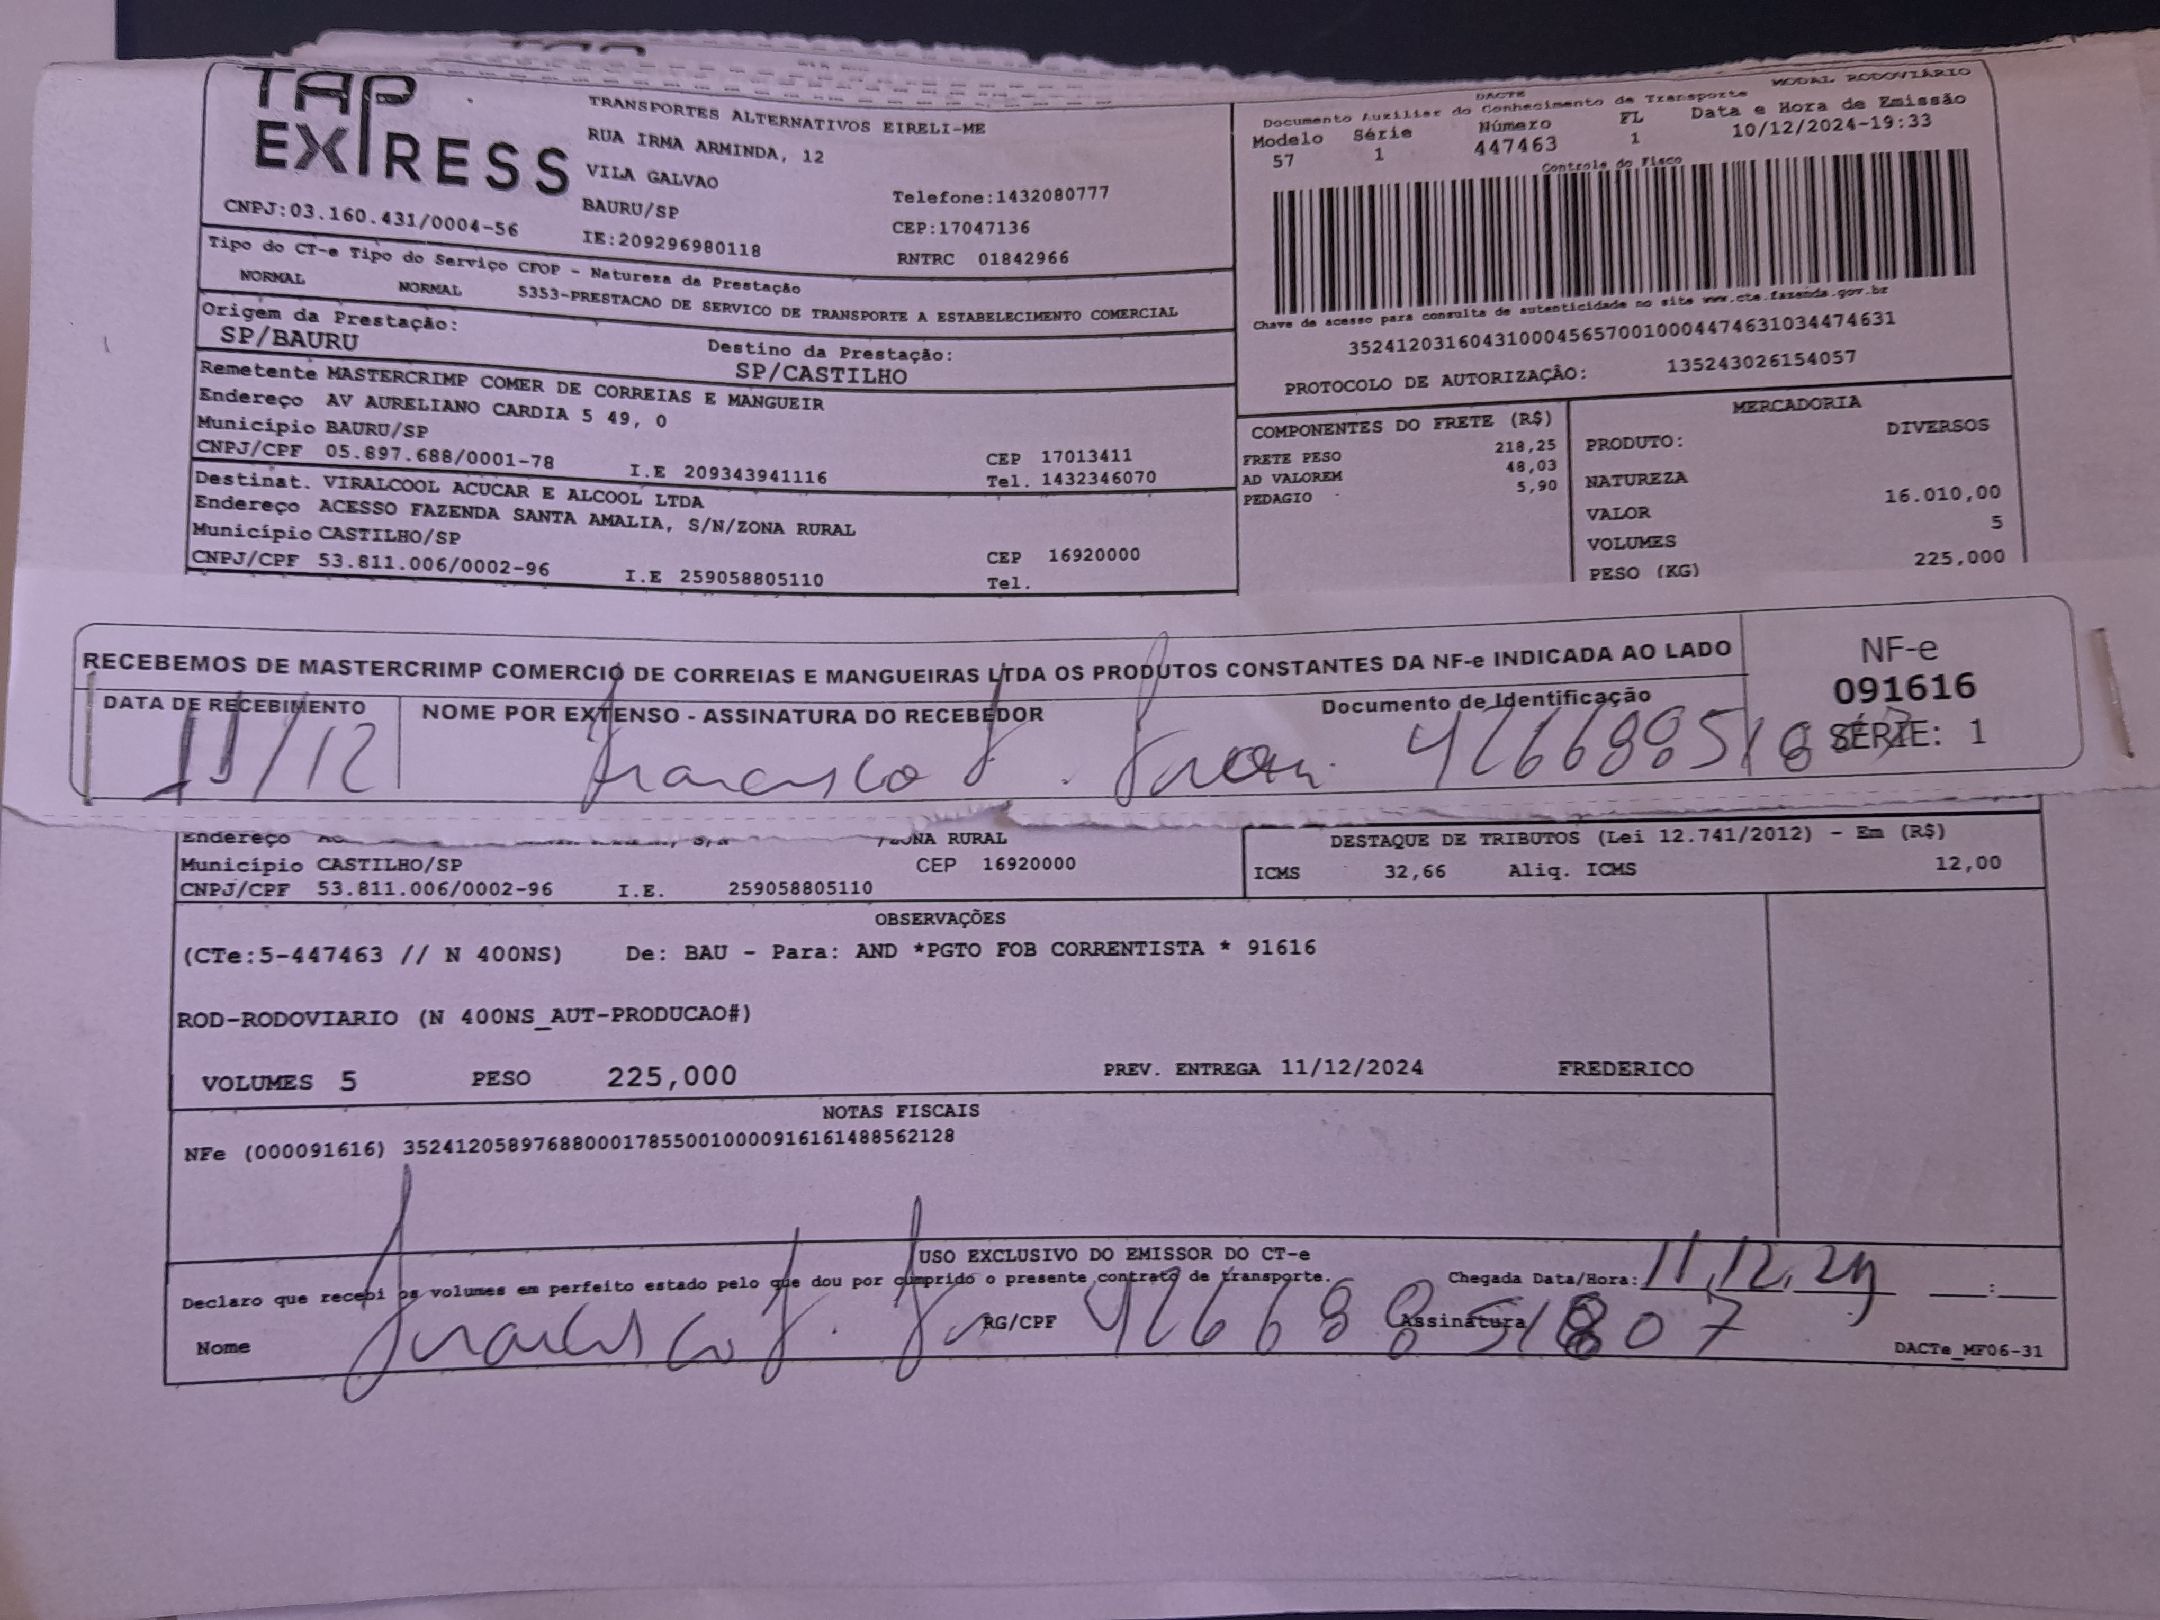 TAP
EXPRESS
CNPJ:03.160.431/0004-56
TRANSPORTES ALTERNATIVOS EIRELI-ME
RUA IRMA ARMINDA, 12
VILA GALVAO
BAURU/SP
IE:209296980118
Telefone:1432080777
CEP:17047136
RNTRC 01842966
DACTE
MODAL RODOVIÁRIO
Documento Auxiliar do Conhecimento de Transporte
Modelo Série Número FL Data e Hora de Emissão
57 1 447463 1 10/12/2024-19:33
Controle do Fisco
Chave de acesso para consulta de autenticidade no site www.cte.fazenda.gov.br
35241203160431000456570010004474631034474631
PROTOCOLO DE AUTORIZAÇÃO: 135243026154057
Tipo do CT-e Tipo do Serviço CFOP - Natureza da Prestação
NORMAL NORMAL 5353-PRESTACAO DE SERVICO DE TRANSPORTE A ESTABELECIMENTO COMERCIAL
Origem da Prestação: Destino da Prestação:
SP/BAURU SP/CASTILHO
Remetente MASTERCRIMP COMER DE CORREIAS E MANGUEIR
Endereço AV AURELIANO CARDIA 5 49, 0
Município BAURU/SP CEP 17013411
CNPJ/CPF 05.897.688/0001-78 I.E 209343941116 Tel. 1432346070
Destinat. VIRALCOOL ACUCAR E ALCOOL LTDA
Endereço ACESSO FAZENDA SANTA AMALIA, S/N/ZONA RURAL
Município CASTILHO/SP CEP 16920000
CNPJ/CPF 53.811.006/0002-96 I.E 259058805110 Tel.
COMPONENTES DO FRETE (R$)
FRETE PESO 218,25
AD VALOREM 48,03
PEDAGIO 5,90
MERCADORIA
PRODUTO: DIVERSOS
NATUREZA
VALOR 16.010,00
VOLUMES 5
PESO (KG) 225,000
RECEBEMOS DE MASTERCRIMP COMERCIO DE CORREIAS E MANGUEIRAS LTDA OS PRODUTOS CONSTANTES DA NF-e INDICADA AO LADO
NF-e
091616
SÉRIE: 1
DATA DE RECEBIMENTO NOME POR EXTENSO - ASSINATURA DO RECEBEDOR Documento de Identificação
11/12 Francisco 42668851807
Endereço ZONA RURAL
Município CASTILHO/SP CEP 16920000
CNPJ/CPF 53.811.006/0002-96 I.E. 259058805110
DESTAQUE DE TRIBUTOS (Lei 12.741/2012) - Em (R$)
ICMS 32,66 Aliq. ICMS 12,00
OBSERVAÇÕES
(CTe:5-447463 // N 400NS) De: BAU - Para: AND *PGTO FOB CORRENTISTA * 91616
ROD-RODOVIARIO (N 400NS_AUT-PRODUCAO#)
VOLUMES 5 PESO 225,000 PREV. ENTREGA 11/12/2024 FREDERICO
NOTAS FISCAIS
NFe (000091616) 35241205897688000178550010000916161488562128
USO EXCLUSIVO DO EMISSOR DO CT-e
Declaro que recebi os volumes em perfeito estado pelo que dou por cumprido o presente contrato de transporte. Chegada Data/Hora: 11,12,24 __:__
Nome Francisco RG/CPF 42668851807 Assinatura
DACTe_MF06-31